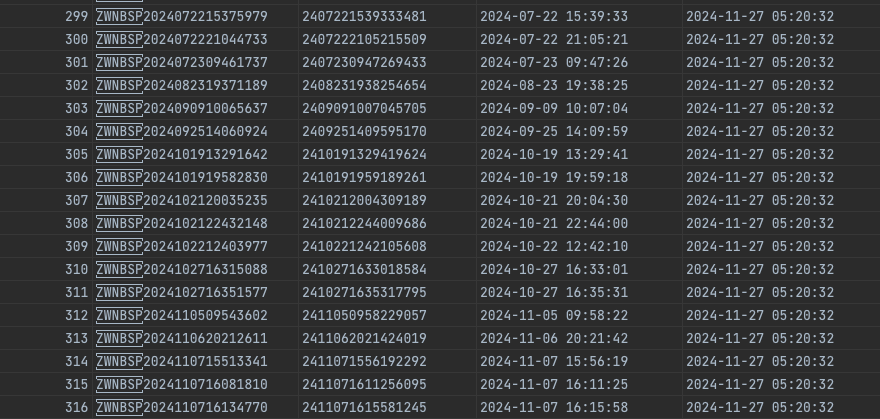 299 ZWNBSP2024072215375979 2407221539333481 2024-07-22 15:39:33 2024-11-27 05:20:32
300 ZWNBSP2024072221044733 2407222105215509 2024-07-22 21:05:21 2024-11-27 05:20:32
301 ZWNBSP2024072309461737 2407230947269433 2024-07-23 09:47:26 2024-11-27 05:20:32
302 ZWNBSP2024082319371189 2408231938254654 2024-08-23 19:38:25 2024-11-27 05:20:32
303 ZWNBSP2024090910065637 2409091007045705 2024-09-09 10:07:04 2024-11-27 05:20:32
304 ZWNBSP2024092514060924 2409251409595170 2024-09-25 14:09:59 2024-11-27 05:20:32
305 ZWNBSP2024101913291642 2410191329419624 2024-10-19 13:29:41 2024-11-27 05:20:32
306 ZWNBSP2024101919582830 2410191959189261 2024-10-19 19:59:18 2024-11-27 05:20:32
307 ZWNBSP2024102120035235 2410212004309189 2024-10-21 20:04:30 2024-11-27 05:20:32
308 ZWNBSP2024102122432148 2410212244009686 2024-10-21 22:44:00 2024-11-27 05:20:32
309 ZWNBSP2024102212403977 2410221242105608 2024-10-22 12:42:10 2024-11-27 05:20:32
310 ZWNBSP2024102716315088 2410271633018584 2024-10-27 16:33:01 2024-11-27 05:20:32
311 ZWNBSP2024102716351577 2410271635317795 2024-10-27 16:35:31 2024-11-27 05:20:32
312 ZWNBSP2024110509543602 2411050958229057 2024-11-05 09:58:22 2024-11-27 05:20:32
313 ZWNBSP2024110620212611 2411062021424019 2024-11-06 20:21:42 2024-11-27 05:20:32
314 ZWNBSP2024110715513341 2411071556192292 2024-11-07 15:56:19 2024-11-27 05:20:32
315 ZWNBSP2024110716081810 2411071611256095 2024-11-07 16:11:25 2024-11-27 05:20:32
316 ZWNBSP2024110716134770 2411071615581245 2024-11-07 16:15:58 2024-11-27 05:20:32